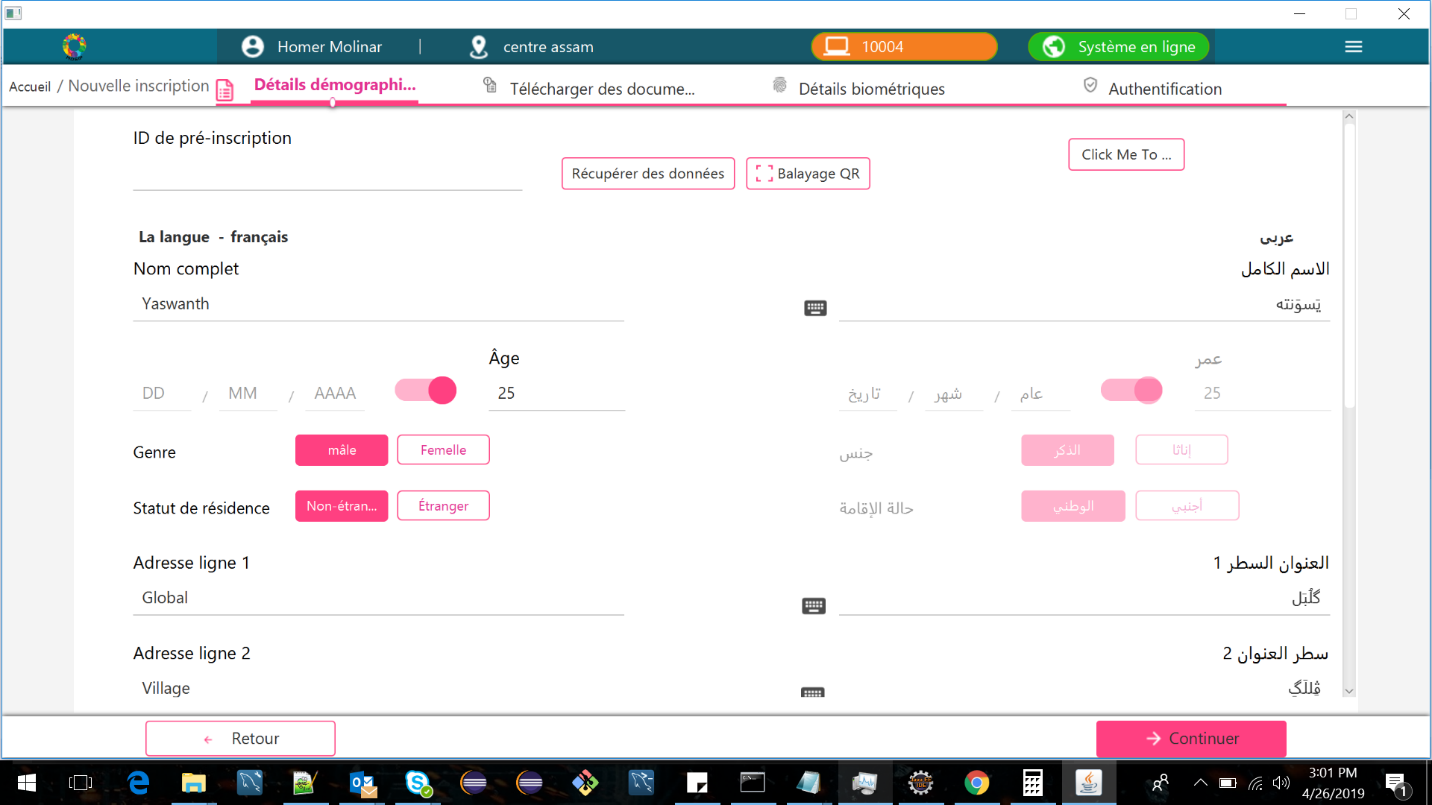 Homer Molinar | centre assam 10004 Système en ligne
Accueil / Nouvelle inscription Détails démographi... Télécharger des docume... Détails biométriques Authentification
ID de pré-inscription
Click Me To ...
Récupérer des données Balayage QR
La langue - français عربى
Nom complet الاسم الكامل
Yaswanth يَسوَنته
Âge عمر
DD / MM / AAAA 25 تاريخ / شهر / عام 25
Genre mâle Femelle جنس الذكر إناثا
Statut de résidence Non-étran... Étranger حالة الإقامة الوطني أجنبي
Adresse ligne 1 العنوان السطر 1
Global گلُبَل
Adresse ligne 2 سطر العنوان 2
Village ڤِللَگِ
← Retour → Continuer
3:01 PM
4/26/2019
1